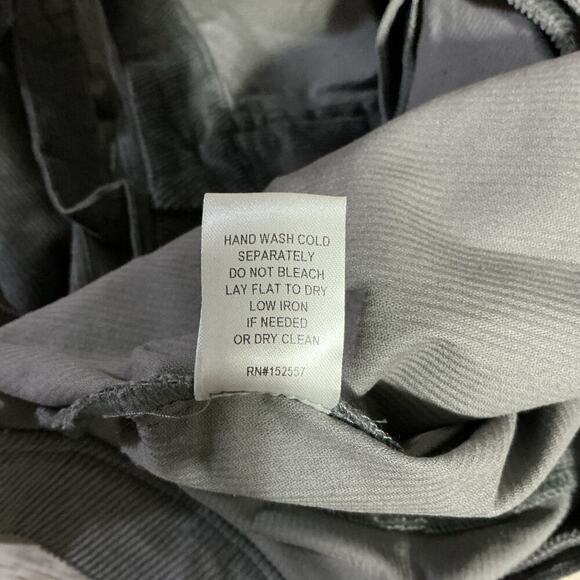 HAND WASH COLD
SEPARATELY
DO NOT BLEACH
LAY FLAT TO DRY
LOW IRON
IF NEEDED
OR DRY CLEAN
RN#152557